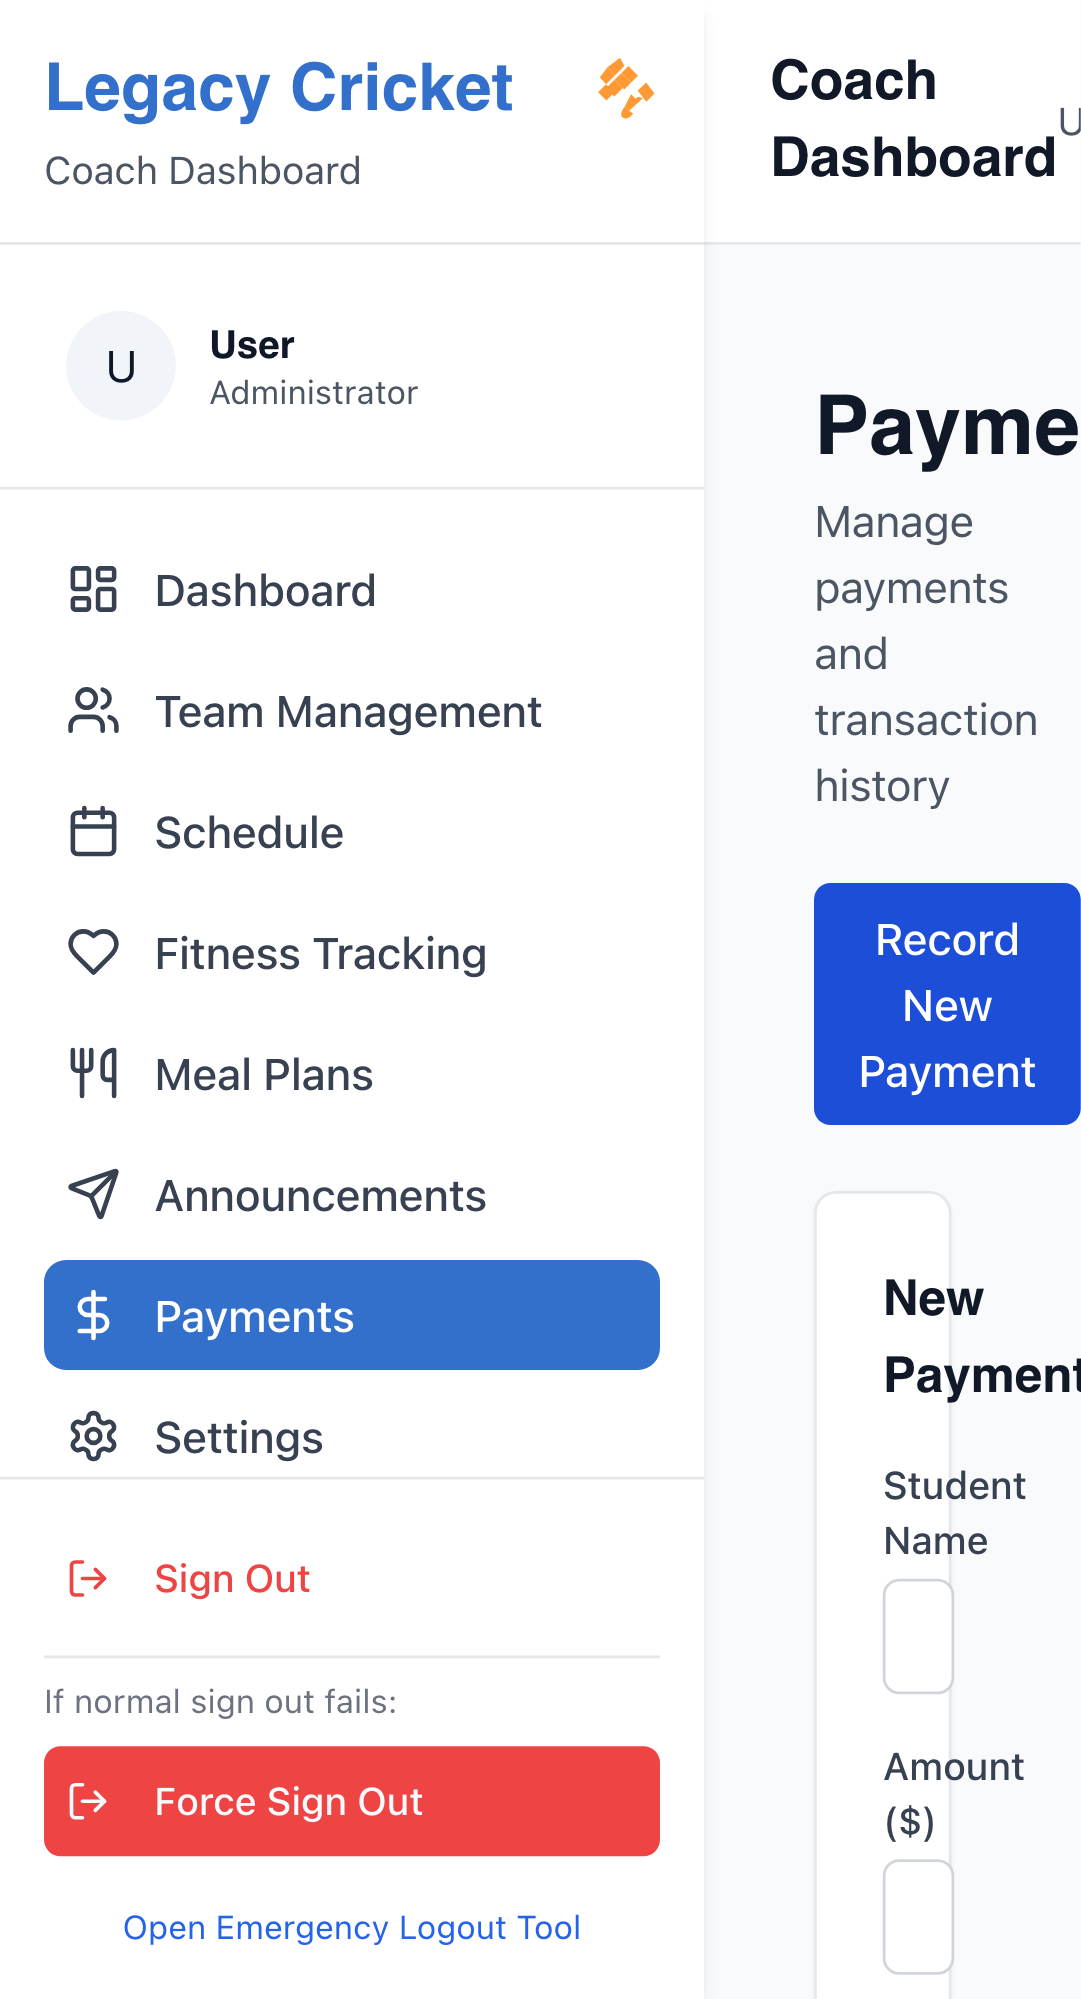 Legacy Cricket
Coach Dashboard
U
User
Administrator
Dashboard
Team Management
Schedule
Fitness Tracking
Meal Plans
Announcements
Payments
Settings
Sign Out
If normal sign out fails:
Force Sign Out
Open Emergency Logout Tool
Coach
Dashboard
U
Payme
Manage
payments
and
transaction
history
Record
New
Payment
New
Payment
Student
Name
Amount
($)